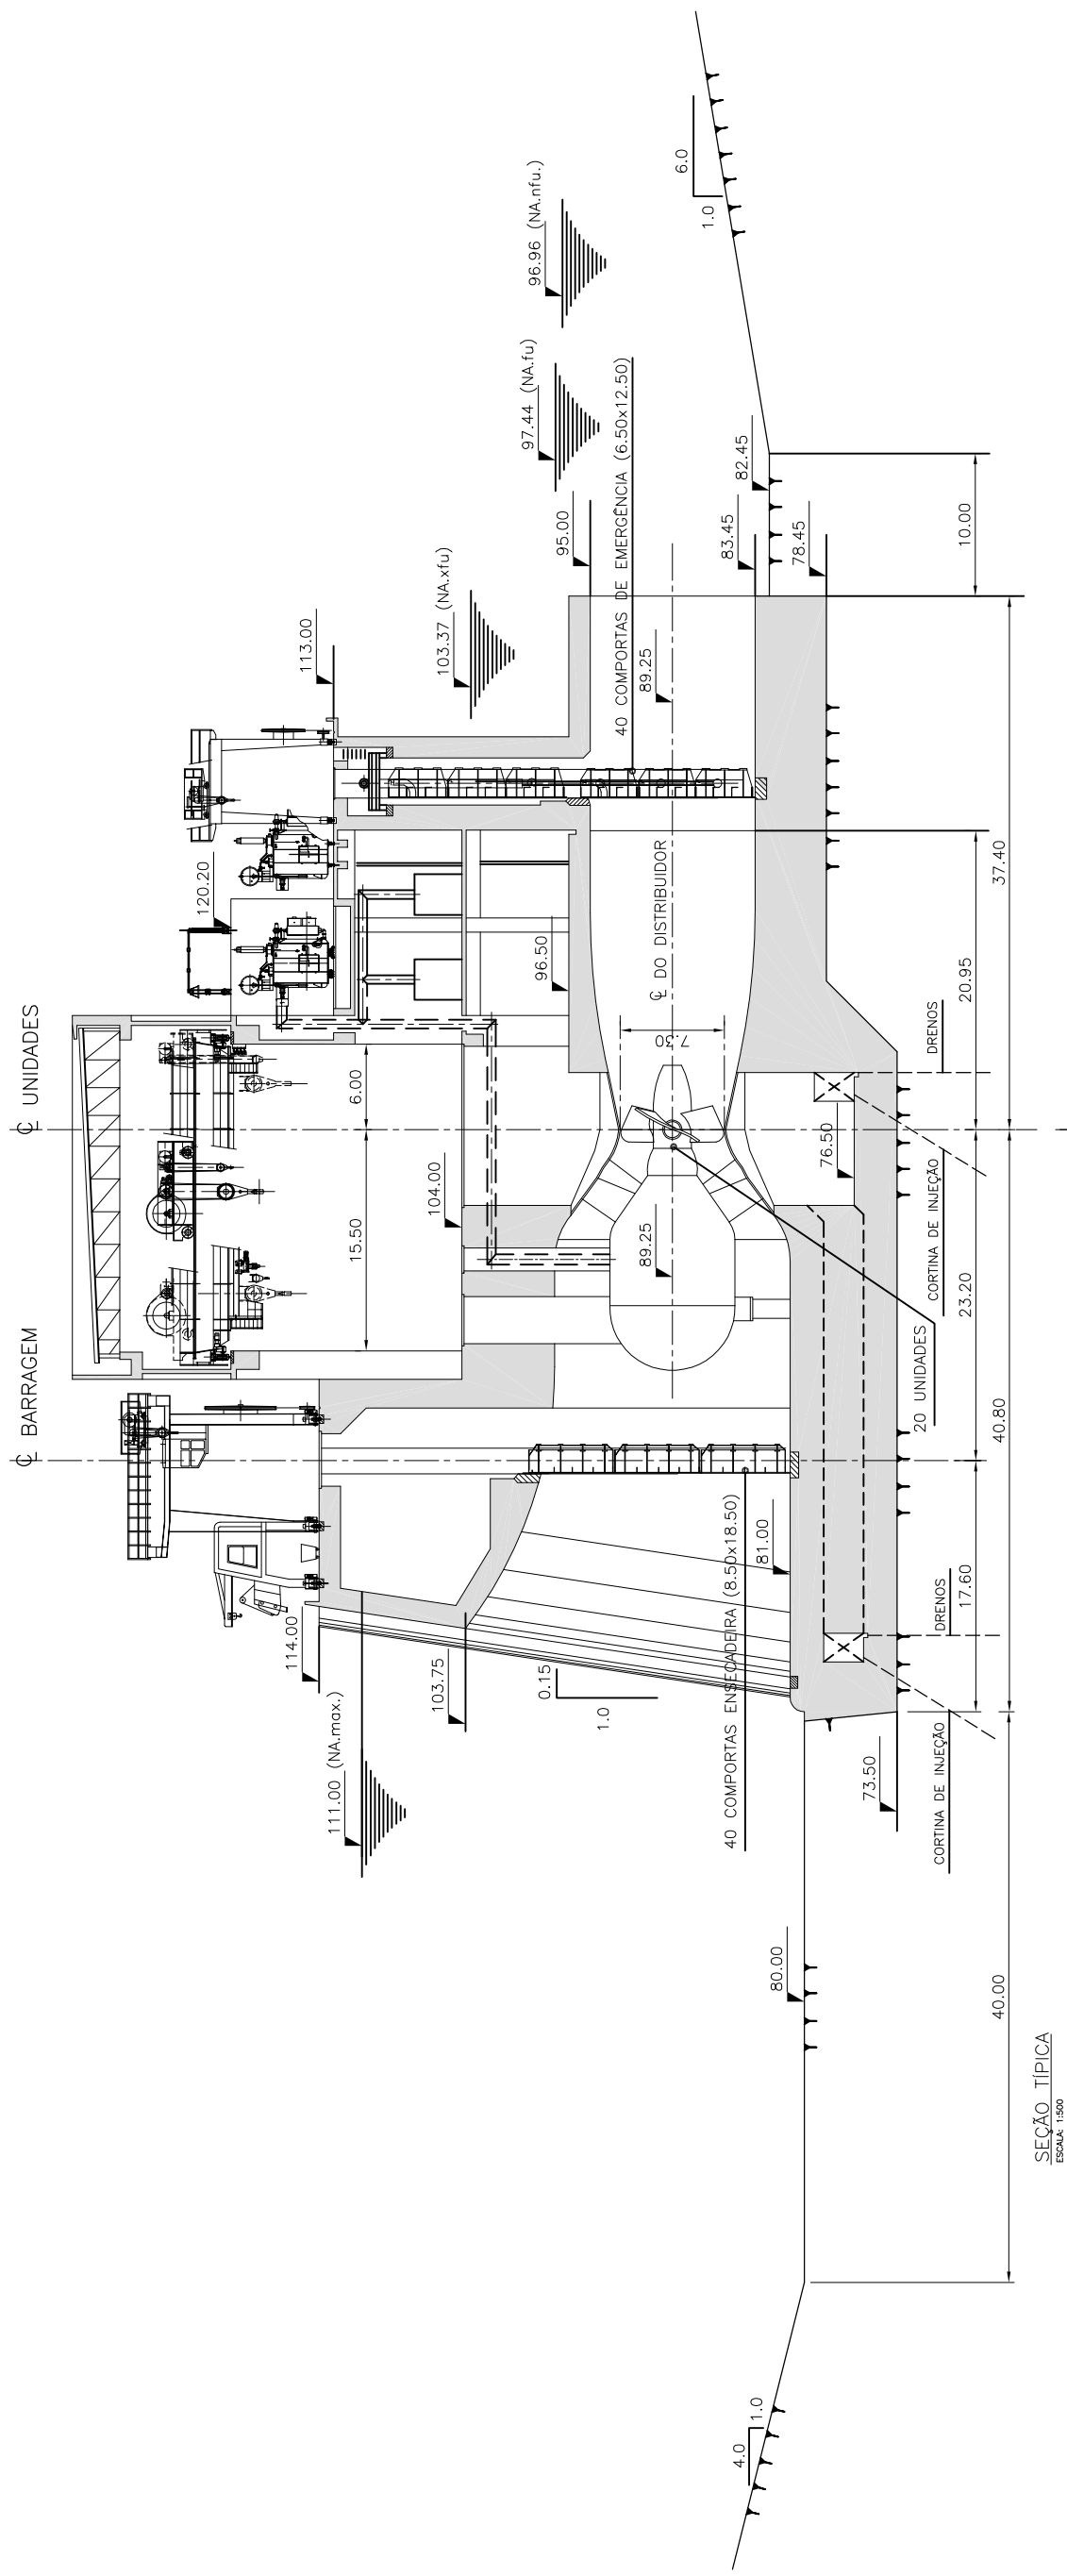 ℄ BARRAGEM
℄ UNIDADES
114.00
111.00 (NA.max.)
103.75
0.15
1.0
15.50
6.00
104.00
120.20
113.00
103.37 (NA.xfu)
97.44 (NA.fu)
96.96 (NA.nfu.)
96.50
95.00
40 COMPORTAS DE EMERGÊNCIA (6.50x12.50)
89.25
℄ DO DISTRIBUIDOR
7.30
89.25
83.45
82.45
78.45
6.0
1.0
40 COMPORTAS ENSECADEIRA (8.50x18.50)
81.00
80.00
76.50
73.50
4.0
1.0
20 UNIDADES
DRENOS
DRENOS
CORTINA DE INJEÇÃO
CORTINA DE INJEÇÃO
17.60
23.20
20.95
10.00
40.00
40.80
37.40
SEÇÃO TÍPICA
ESCALA: 1:500